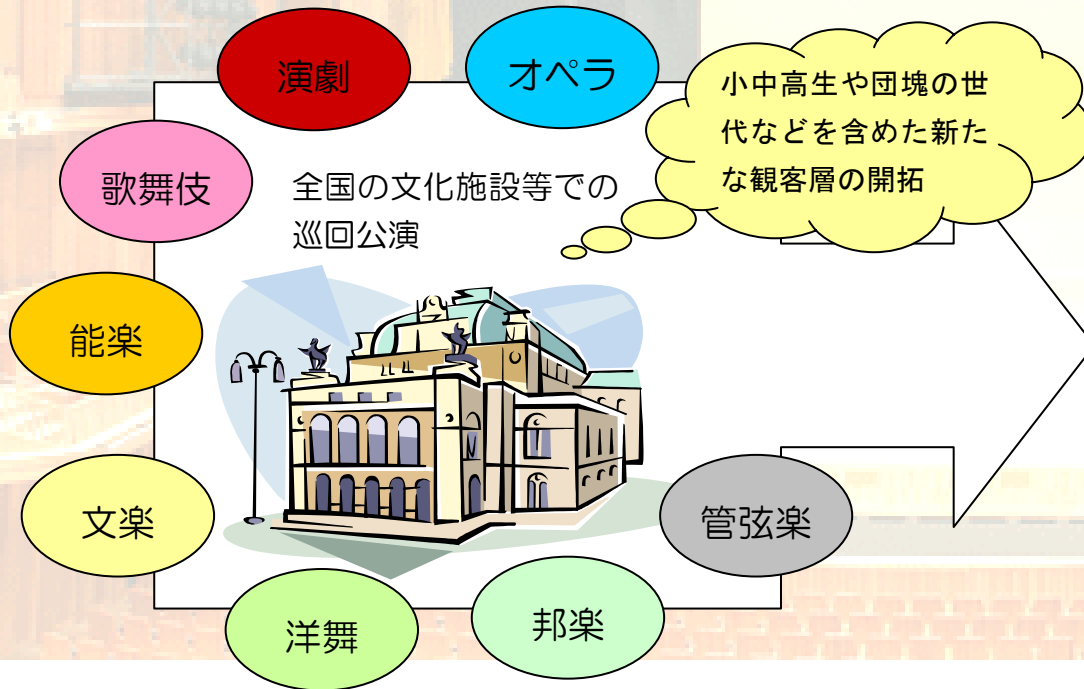 演劇
オペラ
小中高生や団塊の世
代などを含めた新た
な観客層の開拓
歌舞伎
全国の文化施設等での
巡回公演
能楽
文楽
管弦楽
洋舞
邦楽